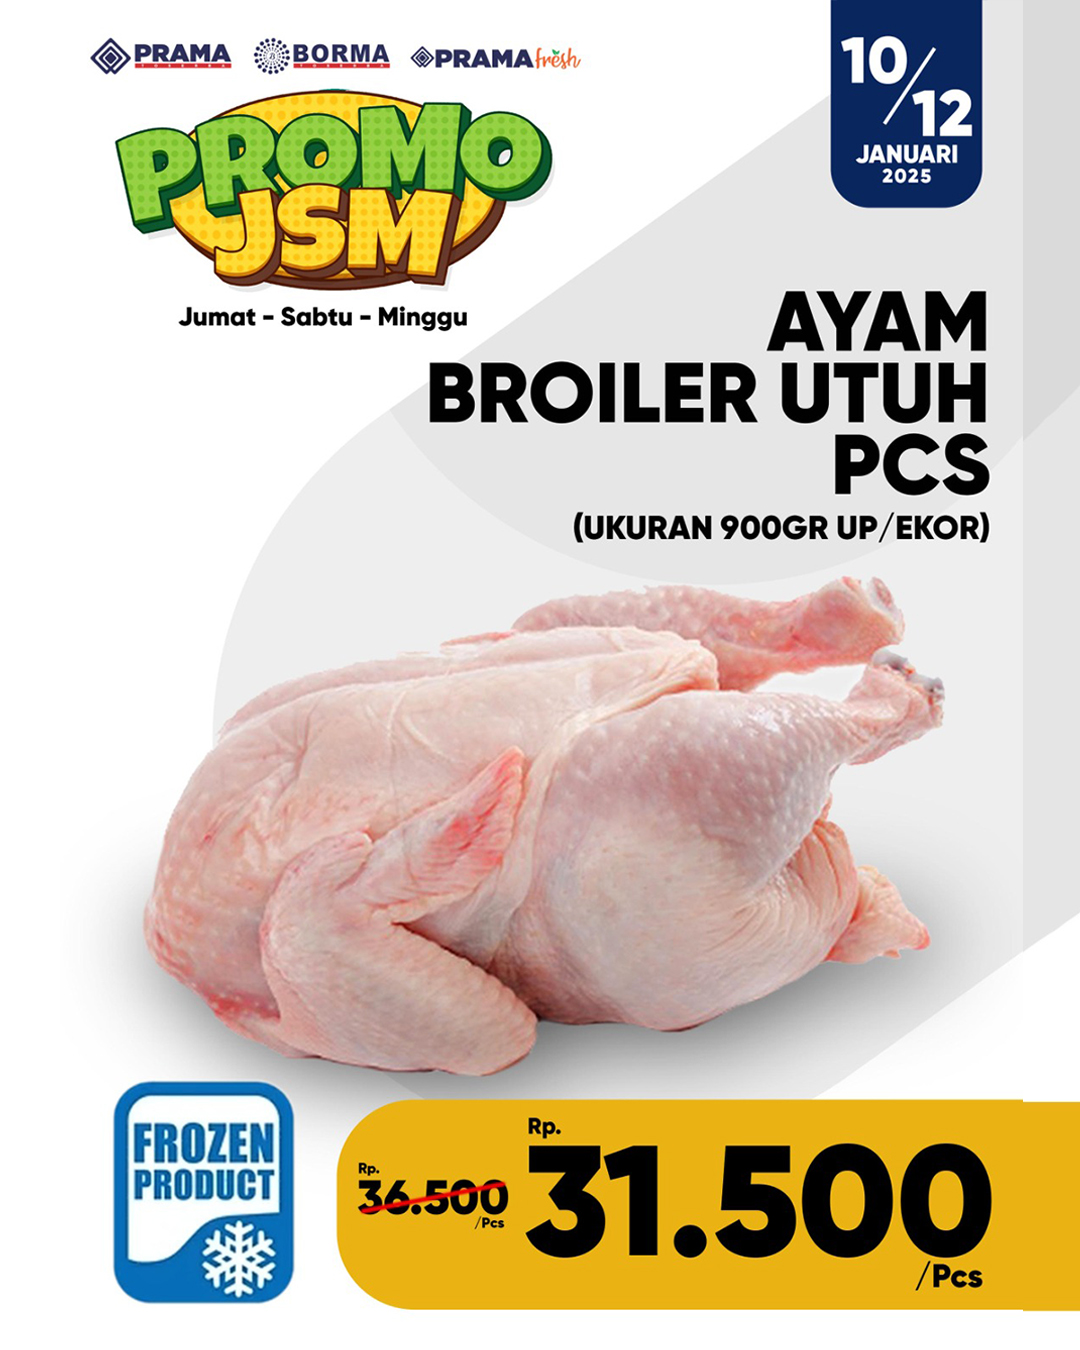 PRAMA BORMA PRAMA fresh
PROMO
JSM
Jumat - Sabtu - Minggu
10/12
JANUARI
2025
AYAM
BROILER UTUH
PCS
(UKURAN 900GR UP/EKOR)
FROZEN
PRODUCT
Rp.
36.500
/Pcs
Rp.
31.500
/Pcs